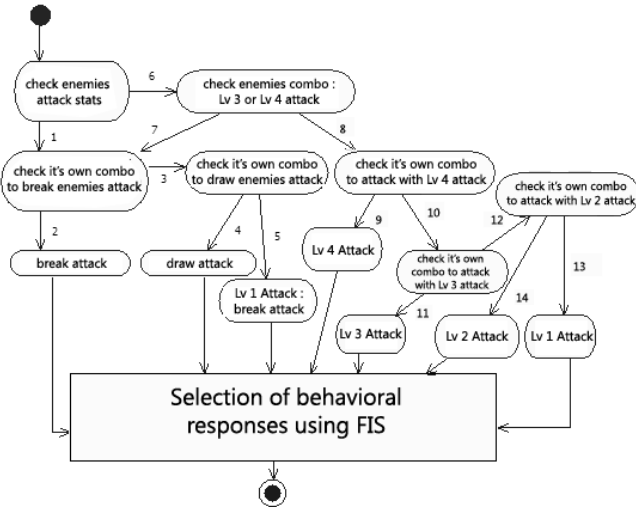 check enemies
attack stats
6
check enemies combo :
Lv 3 or Lv 4 attack
1
7
8
check it's own combo
to break enemies attack
3
check it's own combo
to draw enemies attack
check it's own combo
to attack with Lv 4 attack
check it's own combo
to attack with Lv 2 attack
2
4
5
9
10
12
break attack
draw attack
Lv 4 Attack
check it's own
combo to attack
with Lv 3 attack
13
Lv 1 Attack :
break attack
11
14
Lv 3 Attack
Lv 2 Attack
Lv 1 Attack
Selection of behavioral
responses using FIS